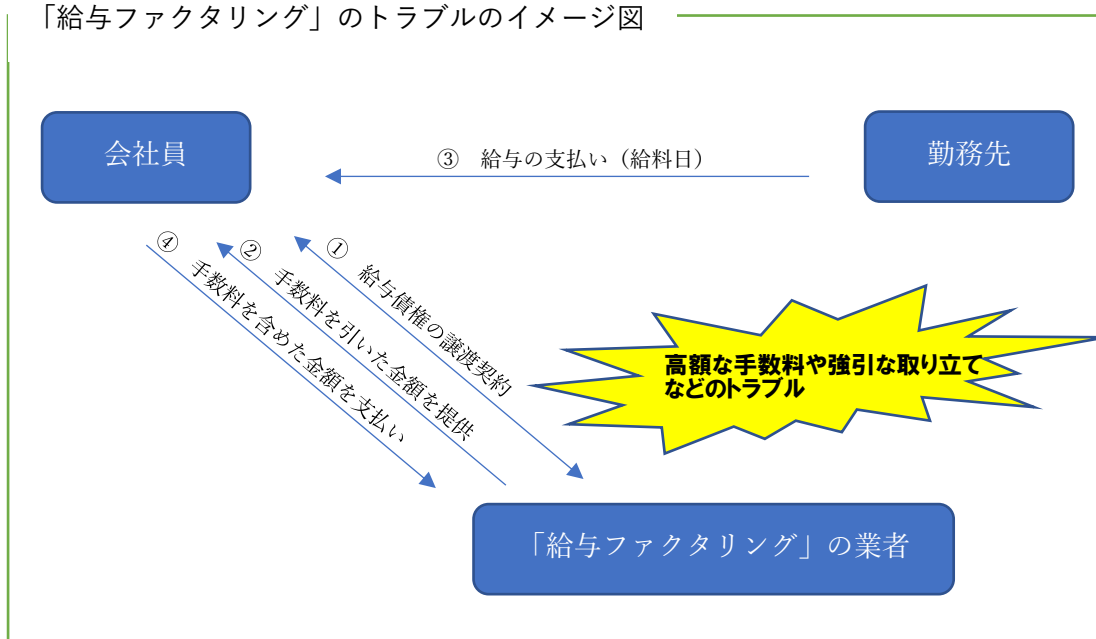 「給与ファクタリング」のトラブルのイメージ図
会社員
勤務先
③　給与の支払い（給料日）
①　給与債権の譲渡契約
②　手数料を引いた金額を提供
④　手数料を含めた金額を支払い
高額な手数料や強引な取り立て
などのトラブル
「給与ファクタリング」の業者